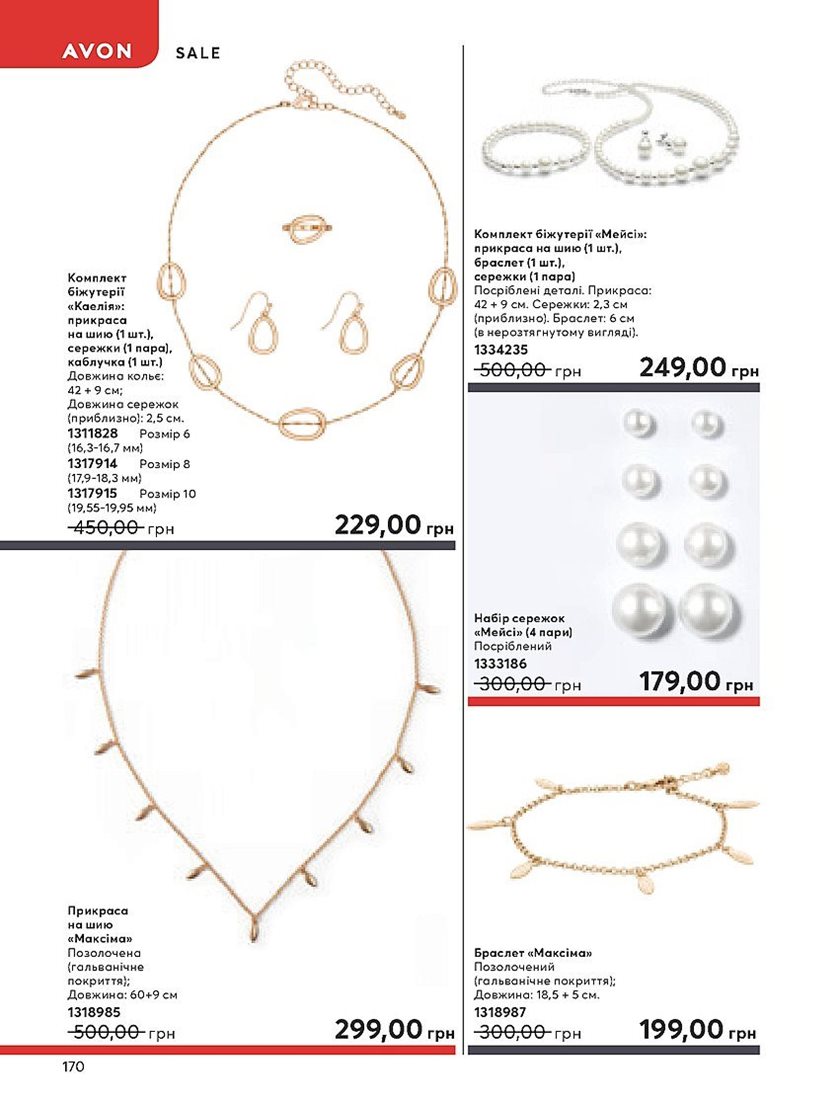 AVON SALE
Комплект
біжутерії
«Каелія»:
прикраса
на шию (1 шт.),
сережки (1 пара),
каблучка (1 шт.)
Довжина кольє:
42 + 9 см;
Довжина сережок
(приблизно): 2,5 см.
1311828 Розмір 6
(16,3-16,7 мм)
1317914 Розмір 8
(17,9-18,3 мм)
1317915 Розмір 10
(19,55-19,95 мм)
450,00 грн 229,00 грн
Комплект біжутерії «Мейсі»:
прикраса на шию (1 шт.),
браслет (1 шт.),
сережки (1 пара)
Посріблені деталі. Прикраса:
42 + 9 см. Сережки: 2,3 см
(приблизно). Браслет: 6 см
(в нерозтягнутому вигляді).
1334235
500,00 грн 249,00 грн
Набір сережок
«Мейсі» (4 пари)
Посріблений
1333186
300,00 грн 179,00 грн
Прикраса
на шию
«Максіма»
Позолочена
(гальванічне
покриття);
Довжина: 60+9 см
1318985
500,00 грн 299,00 грн
Браслет «Максіма»
Позолочений
(гальванічне покриття);
Довжина: 18,5 + 5 см.
1318987
300,00 грн 199,00 грн
170